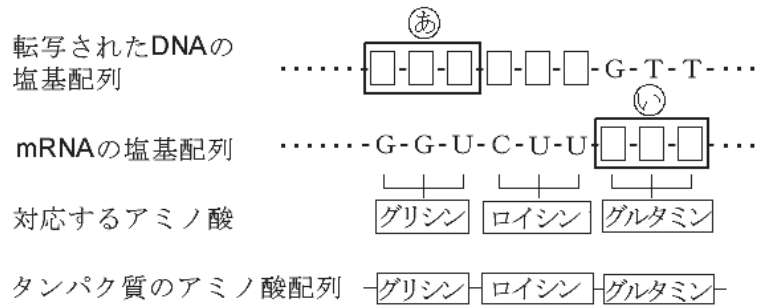 あ
転写されたDNAの
塩基配列
······□-□-□-□-□-□-G-T-T-····
い
mRNAの塩基配列 ······-G-G-U-C-U-U-□-□-□-····
対応するアミノ酸 グリシン ロイシン グルタミン
タンパク質のアミノ酸配列 -グリシン-ロイシン-グルタミン-